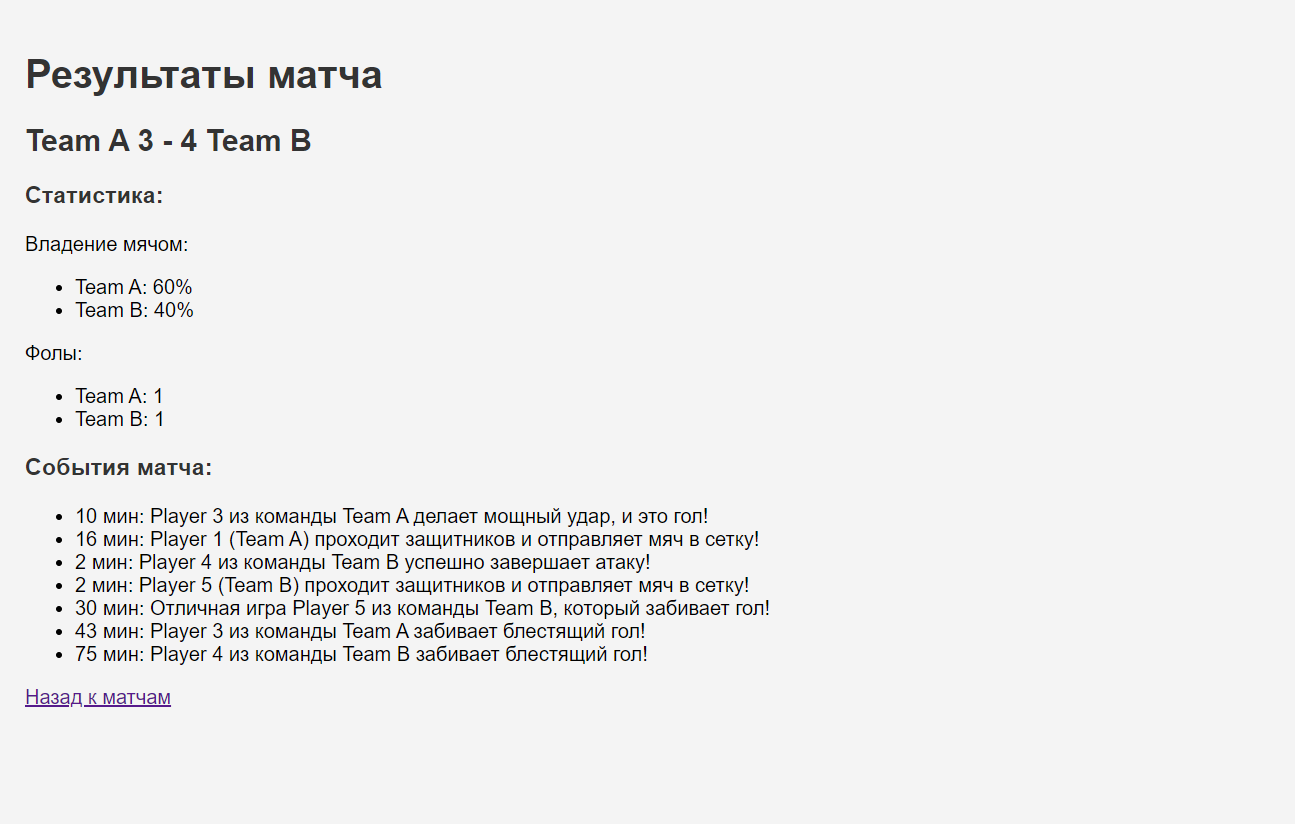 Результаты матча
Team A 3 - 4 Team B
Статистика:
Владение мячом:
Team A: 60%
Team B: 40%
Фолы:
Team A: 1
Team B: 1
События матча:
10 мин: Player 3 из команды Team A делает мощный удар, и это гол!
16 мин: Player 1 (Team A) проходит защитников и отправляет мяч в сетку!
2 мин: Player 4 из команды Team B успешно завершает атаку!
2 мин: Player 5 (Team B) проходит защитников и отправляет мяч в сетку!
30 мин: Отличная игра Player 5 из команды Team B, который забивает гол!
43 мин: Player 3 из команды Team A забивает блестящий гол!
75 мин: Player 4 из команды Team B забивает блестящий гол!
Назад к матчам